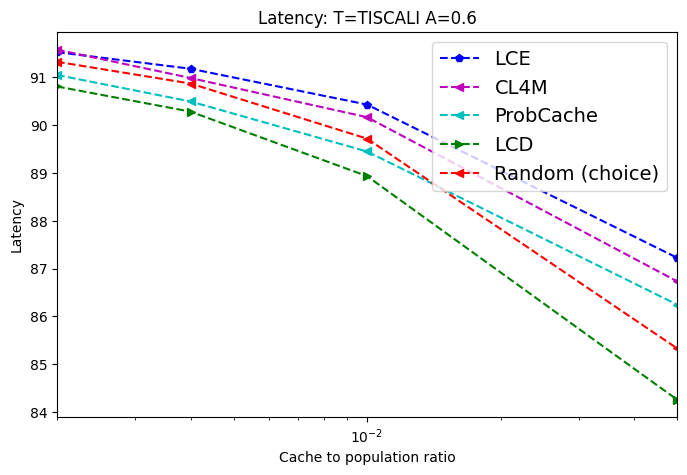 Latency: T=TISCALI A=0.6
LCE
CL4M
ProbCache
LCD
Random (choice)
91
90
89
88
87
86
85
84
Latency
10^{-2}
Cache to population ratio